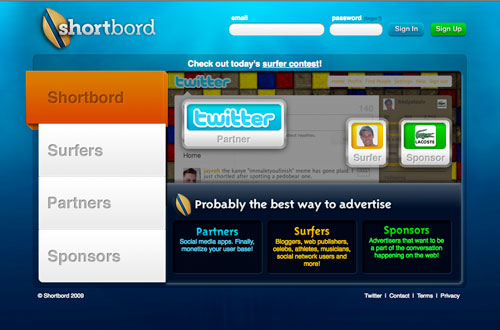 shortbord
email
password (forgot?)
Sign In
Sign Up
Check out today's surfer contest!
Shortbord
Surfers
Partners
Sponsors
twitter
140
twitter
Partner
Surfer
LACOSTE
Sponsor
Home
Probably the best way to advertise
Partners
Social media apps. Finally,
monetize your user base!
Surfers
Bloggers, web publishers,
celebs, athletes, musicians,
social network users and
more!
Sponsors
Advertisers that want to be
a part of the conversation
happening on the web!
© Shortbord 2009
Twitter | Contact | Terms | Privacy